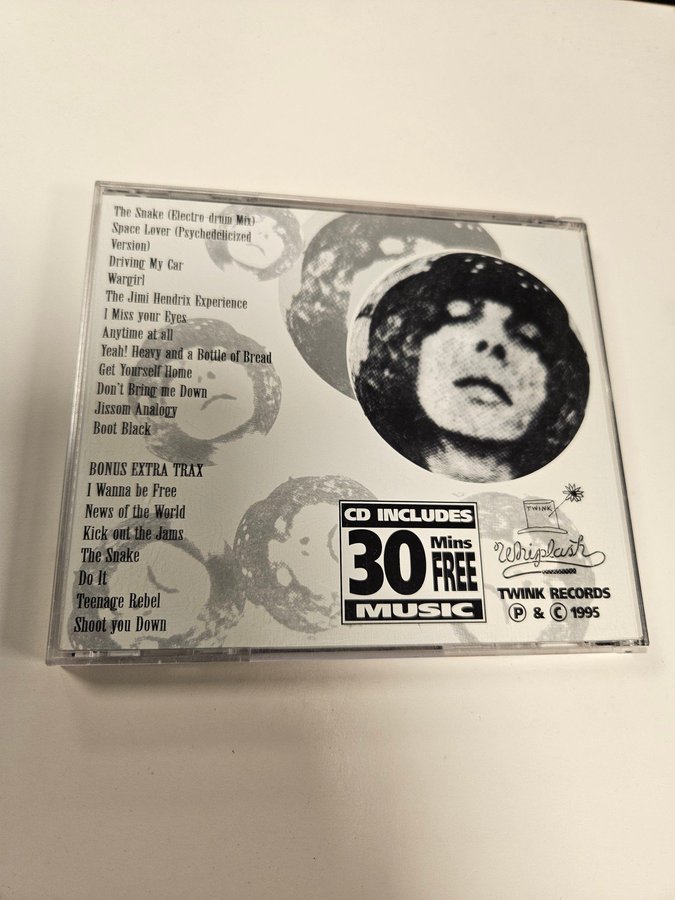 The Snake (Electro-drum Mix)
Space Lover (Psychedelicized
Version)
Driving My Car
Wargirl
The Jimi Hendrix Experience
I Miss your Eyes
Anytime at all
Yeah! Heavy and a Bottle of Bread
Get Yourself Home
Don't Bring me Down
Jissom Analogy
Boot Black
BONUS EXTRA TRAX
I Wanna be Free
News of the World
Kick out the Jams
The Snake
Do It
Teenage Rebel
Shoot you Down
CD INCLUDES
30 Mins FREE
MUSIC
TWINK
Whiplash
TWINK RECORDS
Ⓟ & © 1995